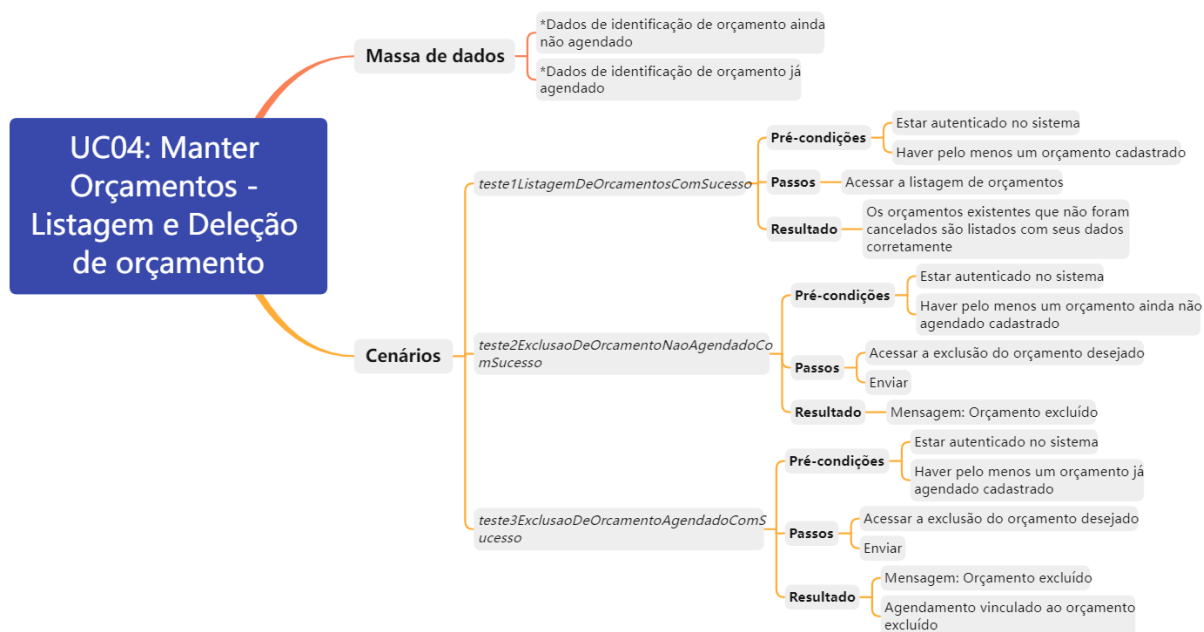 UC04: Manter
Orçamentos -
Listagem e Deleção
de orçamento
Massa de dados
*Dados de identificação de orçamento ainda
não agendado
*Dados de identificação de orçamento já
agendado
Cenários
teste1ListagemDeOrcamentosComSucesso
Pré-condições
Estar autenticado no sistema
Haver pelo menos um orçamento cadastrado
Passos
Acessar a listagem de orçamentos
Resultado
Os orçamentos existentes que não foram
cancelados são listados com seus dados
corretamente
teste2ExclusaoDeOrcamentoNaoAgendadoCo
mSucesso
Pré-condições
Estar autenticado no sistema
Haver pelo menos um orçamento ainda não
agendado cadastrado
Passos
Acessar a exclusão do orçamento desejado
Enviar
Resultado
Mensagem: Orçamento excluído
teste3ExclusaoDeOrcamentoAgendadoComS
ucesso
Pré-condições
Estar autenticado no sistema
Haver pelo menos um orçamento já
agendado cadastrado
Passos
Acessar a exclusão do orçamento desejado
Enviar
Resultado
Mensagem: Orçamento excluído
Agendamento vinculado ao orçamento
excluído